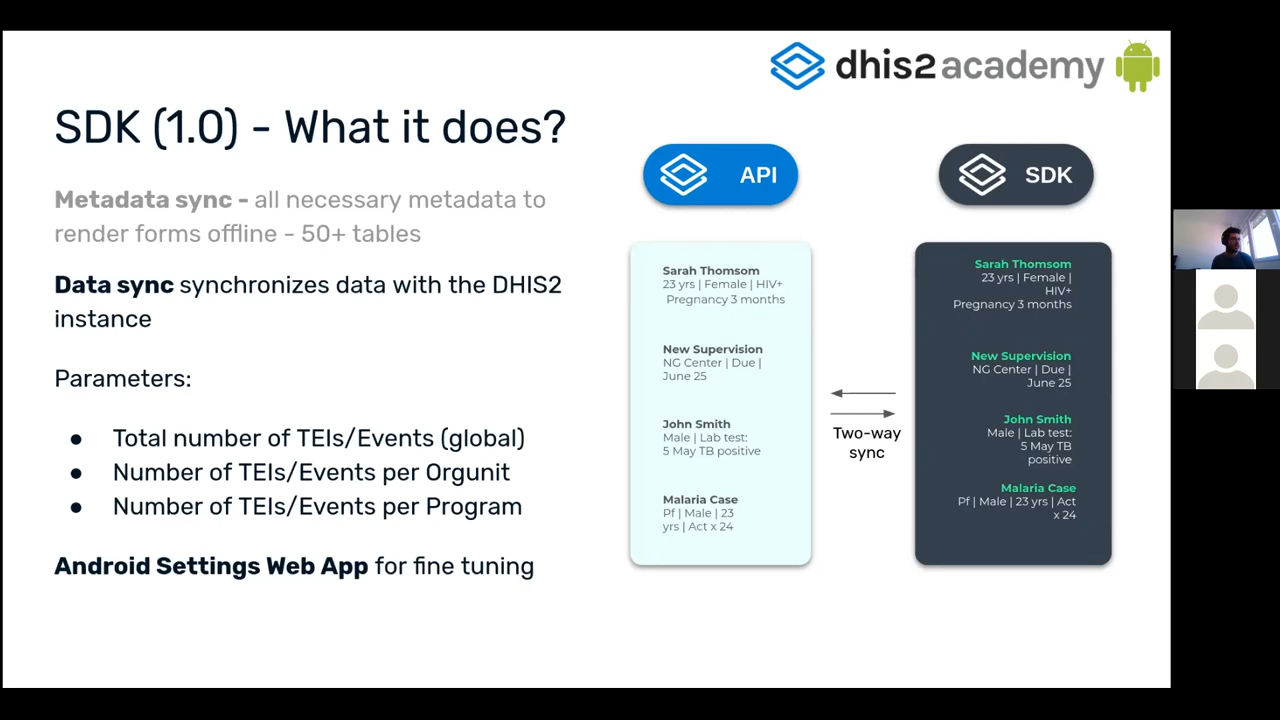 dhis2 academy
SDK (1.0) - What it does?
Metadata sync - all necessary metadata to
render forms offline - 50+ tables
Data sync synchronizes data with the DHIS2
instance
Parameters:
● Total number of TEIs/Events (global)
● Number of TEIs/Events per Orgunit
● Number of TEIs/Events per Program
Android Settings Web App for fine tuning
API
Sarah Thomsom
23 yrs | Female | HIV+
Pregnancy 3 months
New Supervision
NG Center | Due |
June 25
John Smith
Male | Lab test:
5 May TB positive
Malaria Case
Pf | Male | 23
yrs | Act x 24
Two-way
sync
SDK
Sarah Thomsom
23 yrs | Female |
HIV+
Pregnancy 3 months
New Supervision
NG Center | Due |
June 25
John Smith
Male | Lab test:
5 May TB
positive
Malaria Case
Pf | Male | 23 yrs | Act
x 24